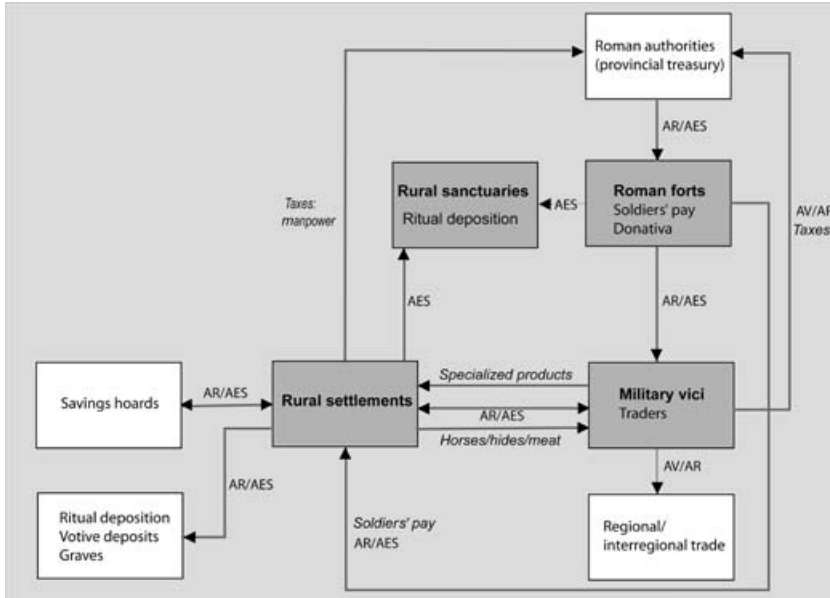 Roman authorities
(provincial treasury)
AR/AES
Rural sanctuaries
Ritual deposition
AES
Roman forts
Soldiers' pay
Donativa
Taxes:
manpower
AV/AR
Taxes
AES
AR/AES
Savings hoards
AR/AES
Rural settlements
Specialized products
AR/AES
Horses/hides/meat
Military vici
Traders
AR/AES
AV/AR
Ritual deposition
Votive deposits
Graves
Soldiers' pay
AR/AES
Regional/
interregional trade